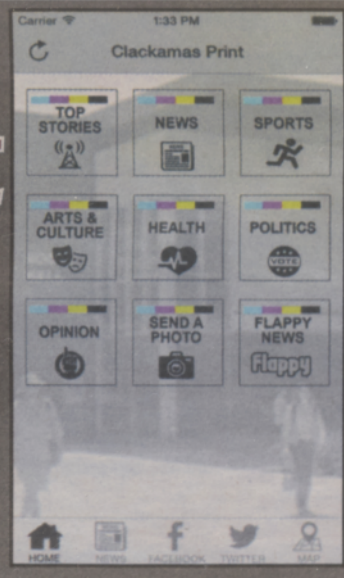 Carrier 1:33 PM
Clackamas Print
TOP
STORIES
NEWS
SPORTS
ARTS &
CULTURE
HEALTH
POLITICS
VOTE
OPINION
SEND A
PHOTO
FLAPPY
NEWS
Flappy
HOME NEWS FACEBOOK TWITTER MAP